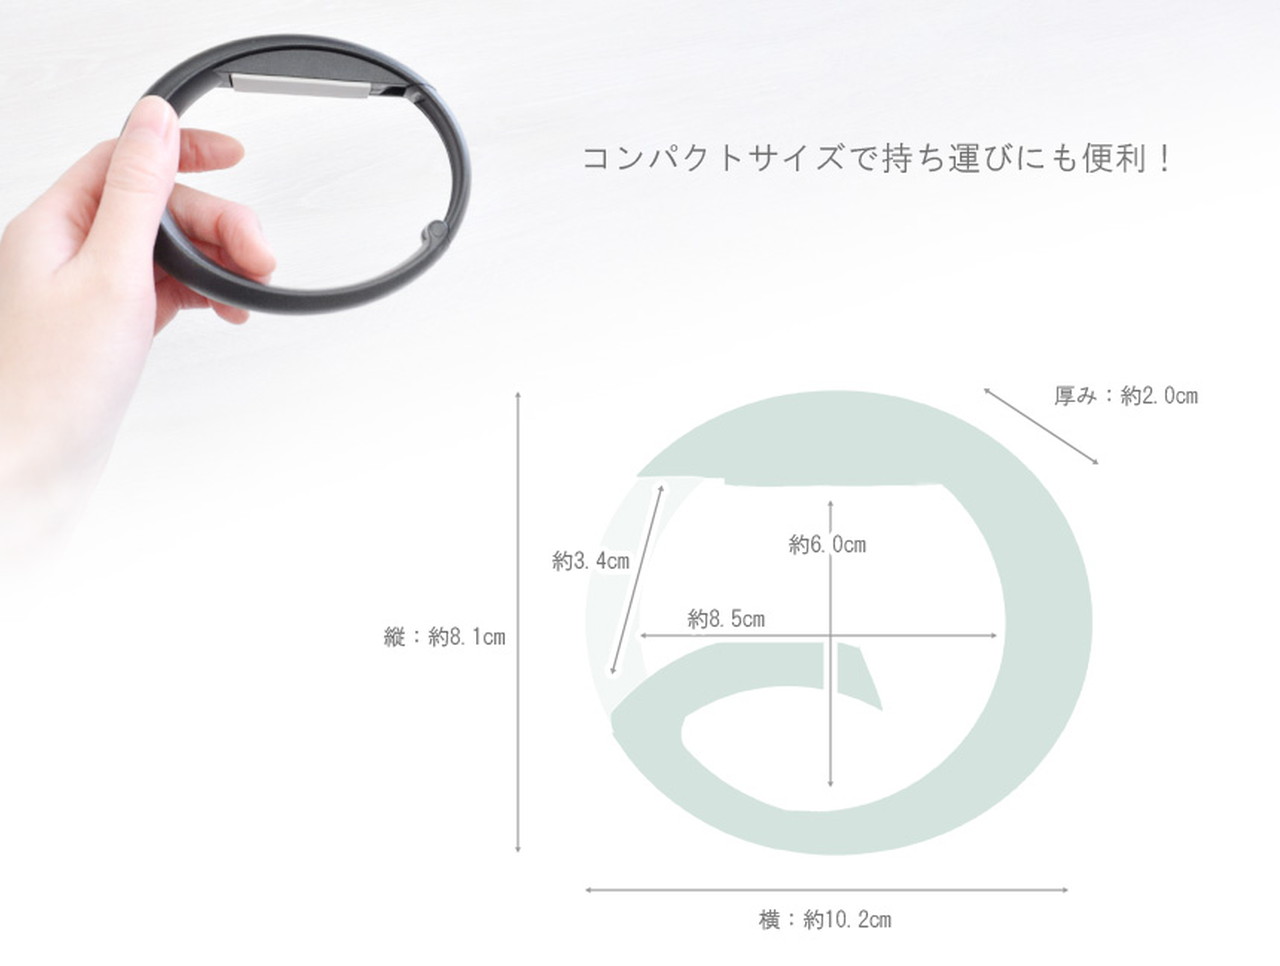 コンパクトサイズで持ち運びにも便利！
厚み：約2.0cm
約3.4cm
約6.0cm
約8.5cm
縦：約8.1cm
横：約10.2cm